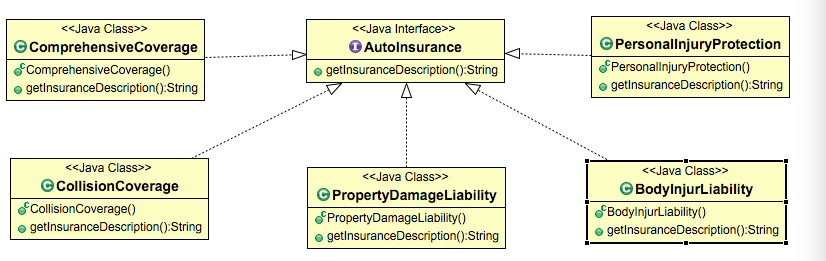 <<Java Class>>
ComprehensiveCoverage
ComprehensiveCoverage()
getInsuranceDescription():String
<<Java Interface>>
AutoInsurance
getInsuranceDescription():String
<<Java Class>>
PersonalInjuryProtection
PersonalInjuryProtection()
getInsuranceDescription():String
<<Java Class>>
CollisionCoverage
CollisionCoverage()
getInsuranceDescription():String
<<Java Class>>
PropertyDamageLiability
PropertyDamageLiability()
getInsuranceDescription():String
<<Java Class>>
BodyInjurLiability
BodyInjurLiability()
getInsuranceDescription():String